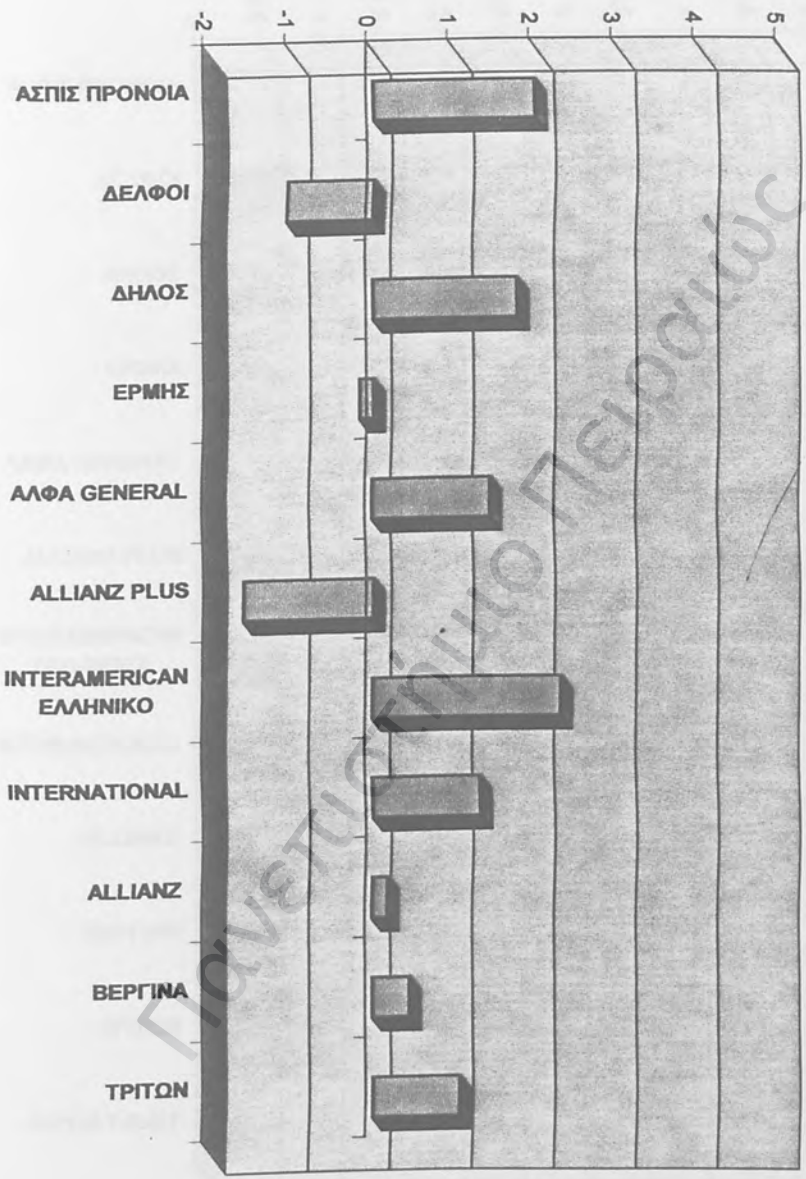 -2
-1
0
1
2
3
4
5
ΑΣΠΙΣ ΠΡΟΝΟΙΑ
ΔΕΛΦΟΙ
ΔΗΛΟΣ
ΕΡΜΗΣ
ΑΛΦΑ GENERAL
ALLIANZ PLUS
INTERAMERICAN
ΕΛΛΗΝΙΚΟ
INTERNATIONAL
ALLIANZ
ΒΕΡΓΙΝΑ
ΤΡΙΤΩΝ
Πανεπιστήμιο Πειραιώς